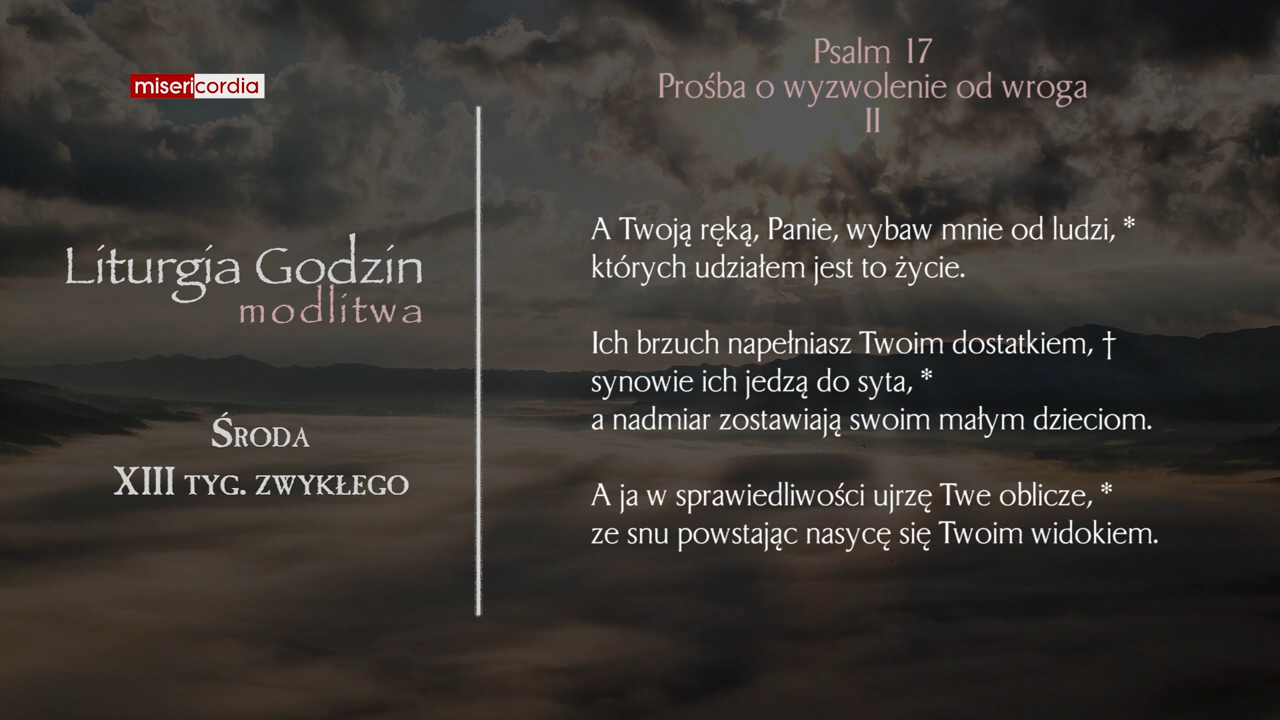 misericordia
Liturgia Godzin
modlitwa
Środa
XIII tyg. zwykłego
Psalm 17
Prośba o wyzwolenie od wroga
II
A Twoją ręką, Panie, wybaw mnie od ludzi, *
których udziałem jest to życie.
Ich brzuch napełniasz Twoim dostatkiem, †
synowie ich jedzą do syta, *
a nadmiar zostawiają swoim małym dzieciom.
A ja w sprawiedliwości ujrzę Twe oblicze, *
ze snu powstając nasycę się Twoim widokiem.